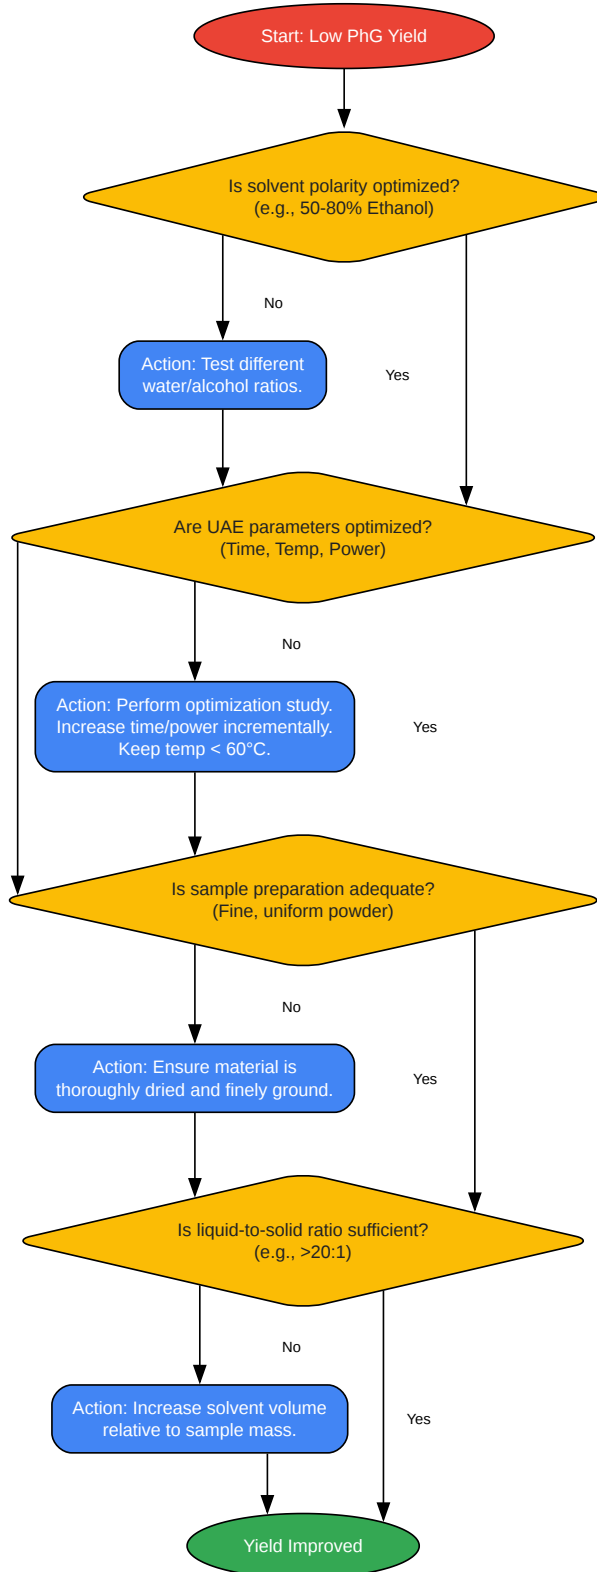 Start: Low PhG Yield
Is solvent polarity optimized?
(e.g., 50-80% Ethanol)
No
Action: Test different
water/alcohol ratios.
Yes
Are UAE parameters optimized?
(Time, Temp, Power)
No
Action: Perform optimization study.
Increase time/power incrementally.
Keep temp < 60°C.
Yes
Is sample preparation adequate?
(Fine, uniform powder)
No
Action: Ensure material is
thoroughly dried and finely ground.
Yes
Is liquid-to-solid ratio sufficient?
(e.g., >20:1)
No
Action: Increase solvent volume
relative to sample mass.
Yes
Yield Improved